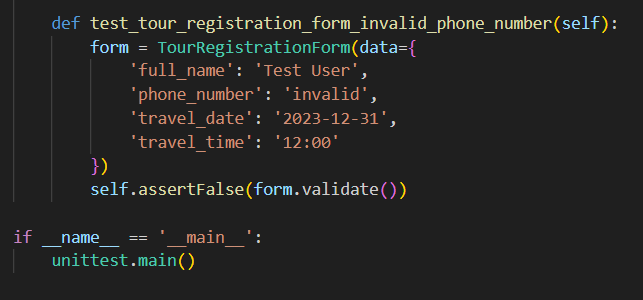 def test_tour_registration_form_invalid_phone_number(self):
    form = TourRegistrationForm(data={
        'full_name': 'Test User',
        'phone_number': 'invalid',
        'travel_date': '2023-12-31',
        'travel_time': '12:00'
    })
    self.assertFalse(form.validate())
if __name__ == '__main__':
    unittest.main()